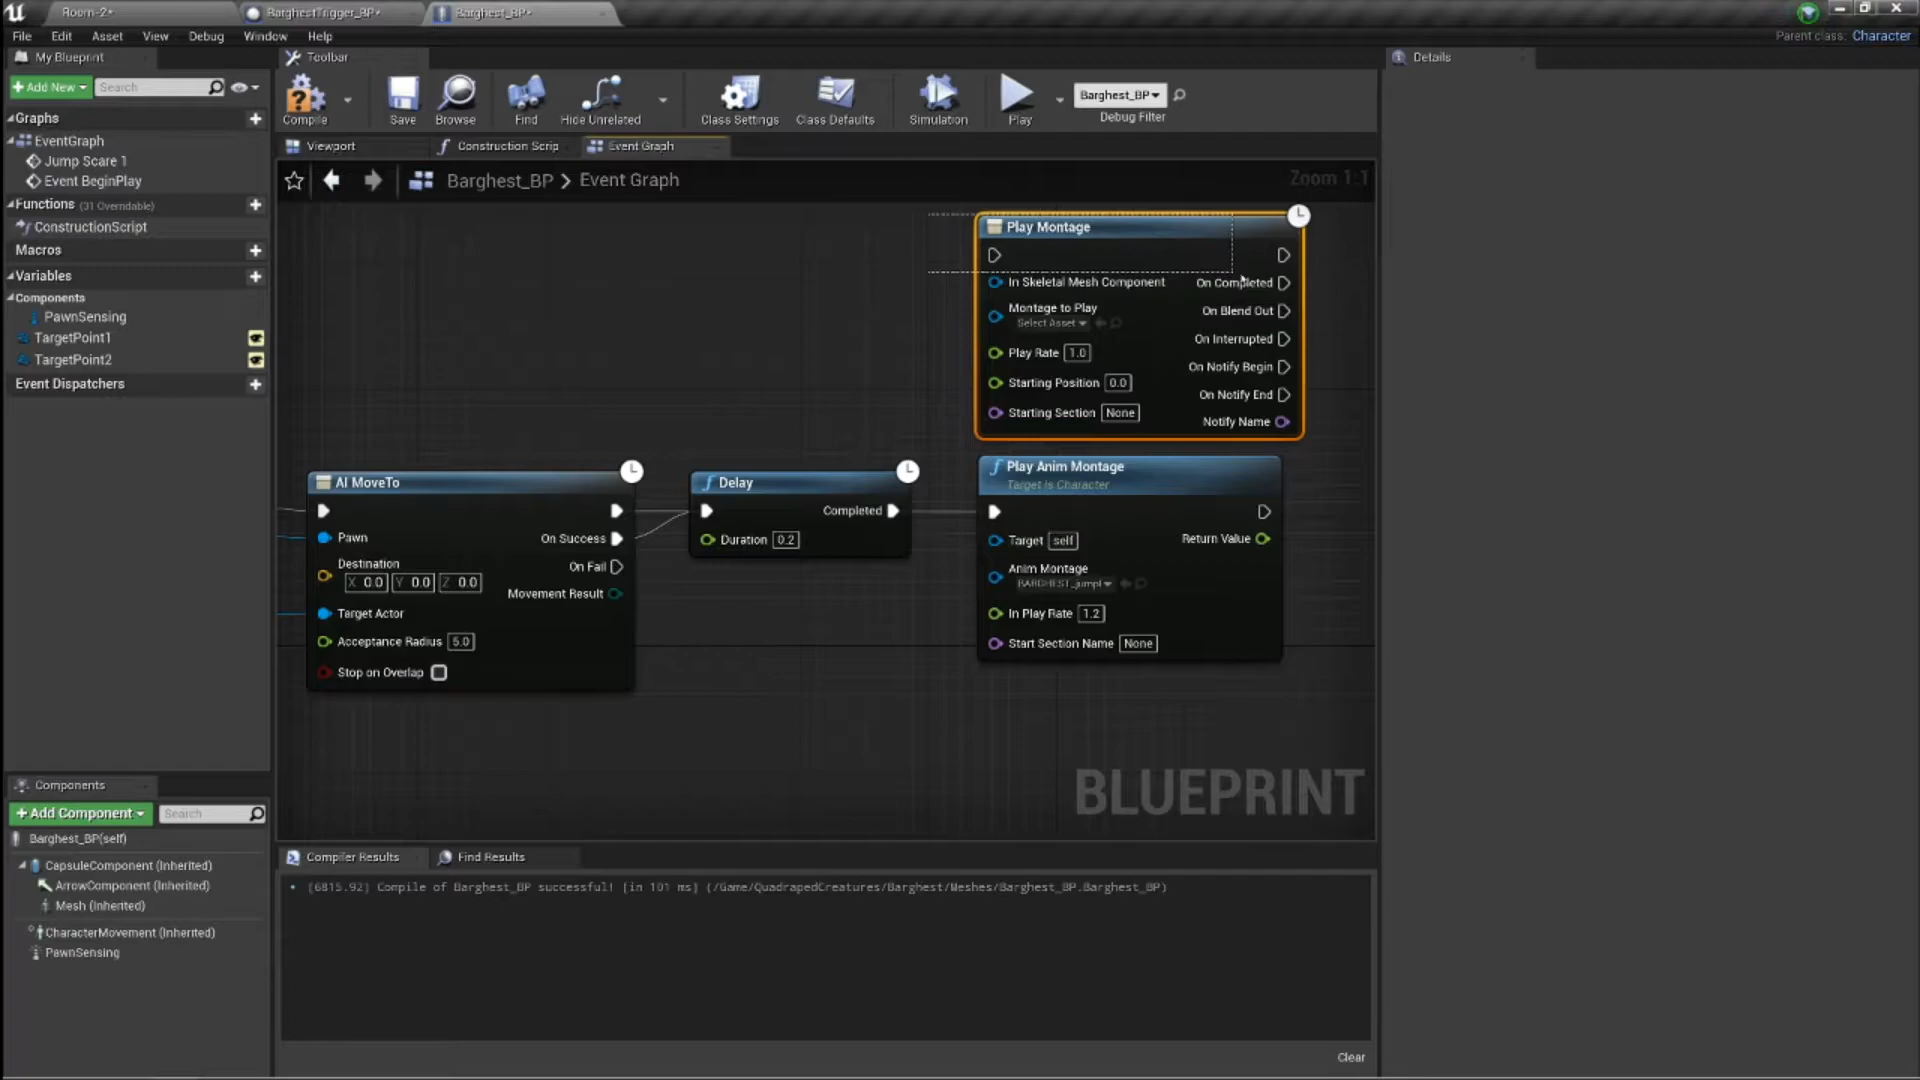 Room-2*
BarghestTrigger_BP*
Barghest_BP*
File
Edit
Asset
View
Debug
Window
Help
Parent class: Character
My Blueprint
Toolbar
Details
+Add New
Search
Compile
Save
Browse
Find
Hide Unrelated
Class Settings
Class Defaults
Simulation
Play
Barghest_BP
Debug Filter
Graphs
EventGraph
Jump Scare 1
Event BeginPlay
Functions (31 Overridable)
ConstructionScript
Macros
Variables
Components
PawnSensing
TargetPoint1
TargetPoint2
Event Dispatchers
Viewport
Construction Scrip
Event Graph
Barghest_BP > Event Graph
Zoom 1:1
Play Montage
In Skeletal Mesh Component
On Completed
Montage to Play
Select Asset
On Blend Out
On Interrupted
Play Rate 1.0
On Notify Begin
Starting Position 0.0
On Notify End
Starting Section None
Notify Name
AI MoveTo
Pawn
On Success
Destination
X 0.0 Y 0.0 Z 0.0
On Fail
Movement Result
Target Actor
Acceptance Radius 5.0
Stop on Overlap
Delay
Completed
Duration 0.2
Play Anim Montage
Target is Character
Target self
Return Value
Anim Montage
BARGHEST_jumpI
In Play Rate 1.2
Start Section Name None
BLUEPRINT
Components
+Add Component
Search
Barghest_BP(self)
CapsuleComponent (Inherited)
ArrowComponent (Inherited)
Mesh (Inherited)
CharacterMovement (Inherited)
PawnSensing
Compiler Results
Find Results
[6815.92] Compile of Barghest_BP successful! [in 101 ms] (/Game/QuadrapedCreatures/Barghest/Meshes/Barghest_BP.Barghest_BP)
Clear